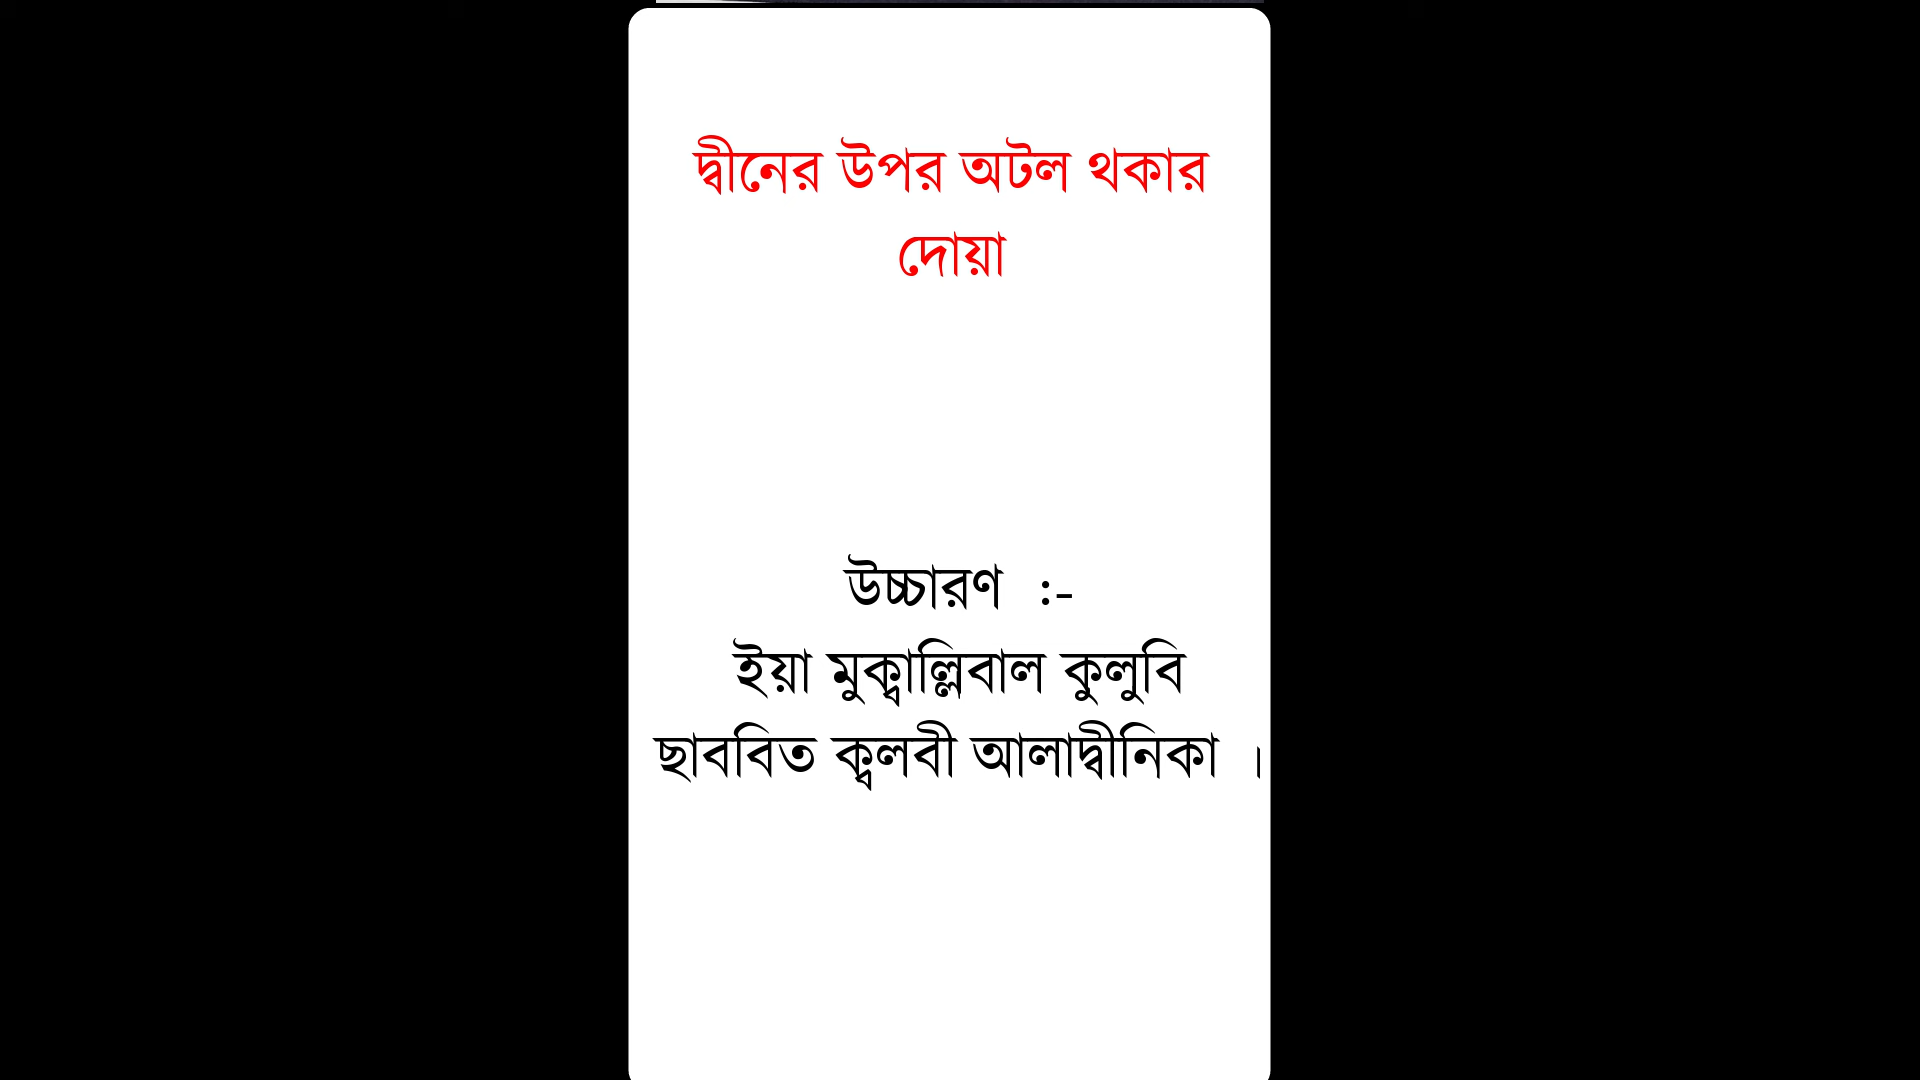 দ্বীনের উপর অটল থকার
দোয়া
উচ্চারণ :-
ইয়া মুক্বাল্লিবাল কুলুবি
ছাববিত ক্বলবী আলাদ্বীনিকা ।